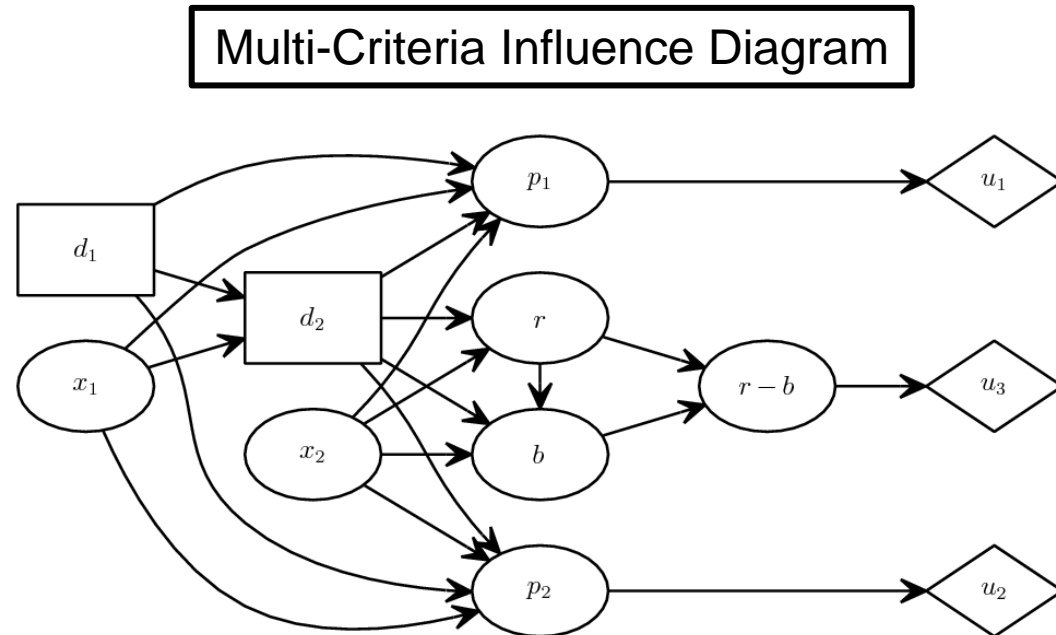 Multi-Criteria Influence Diagram
p₁
u₁
d₁
d₂
r
x₁
r − b
u₃
x₂
b
p₂
u₂